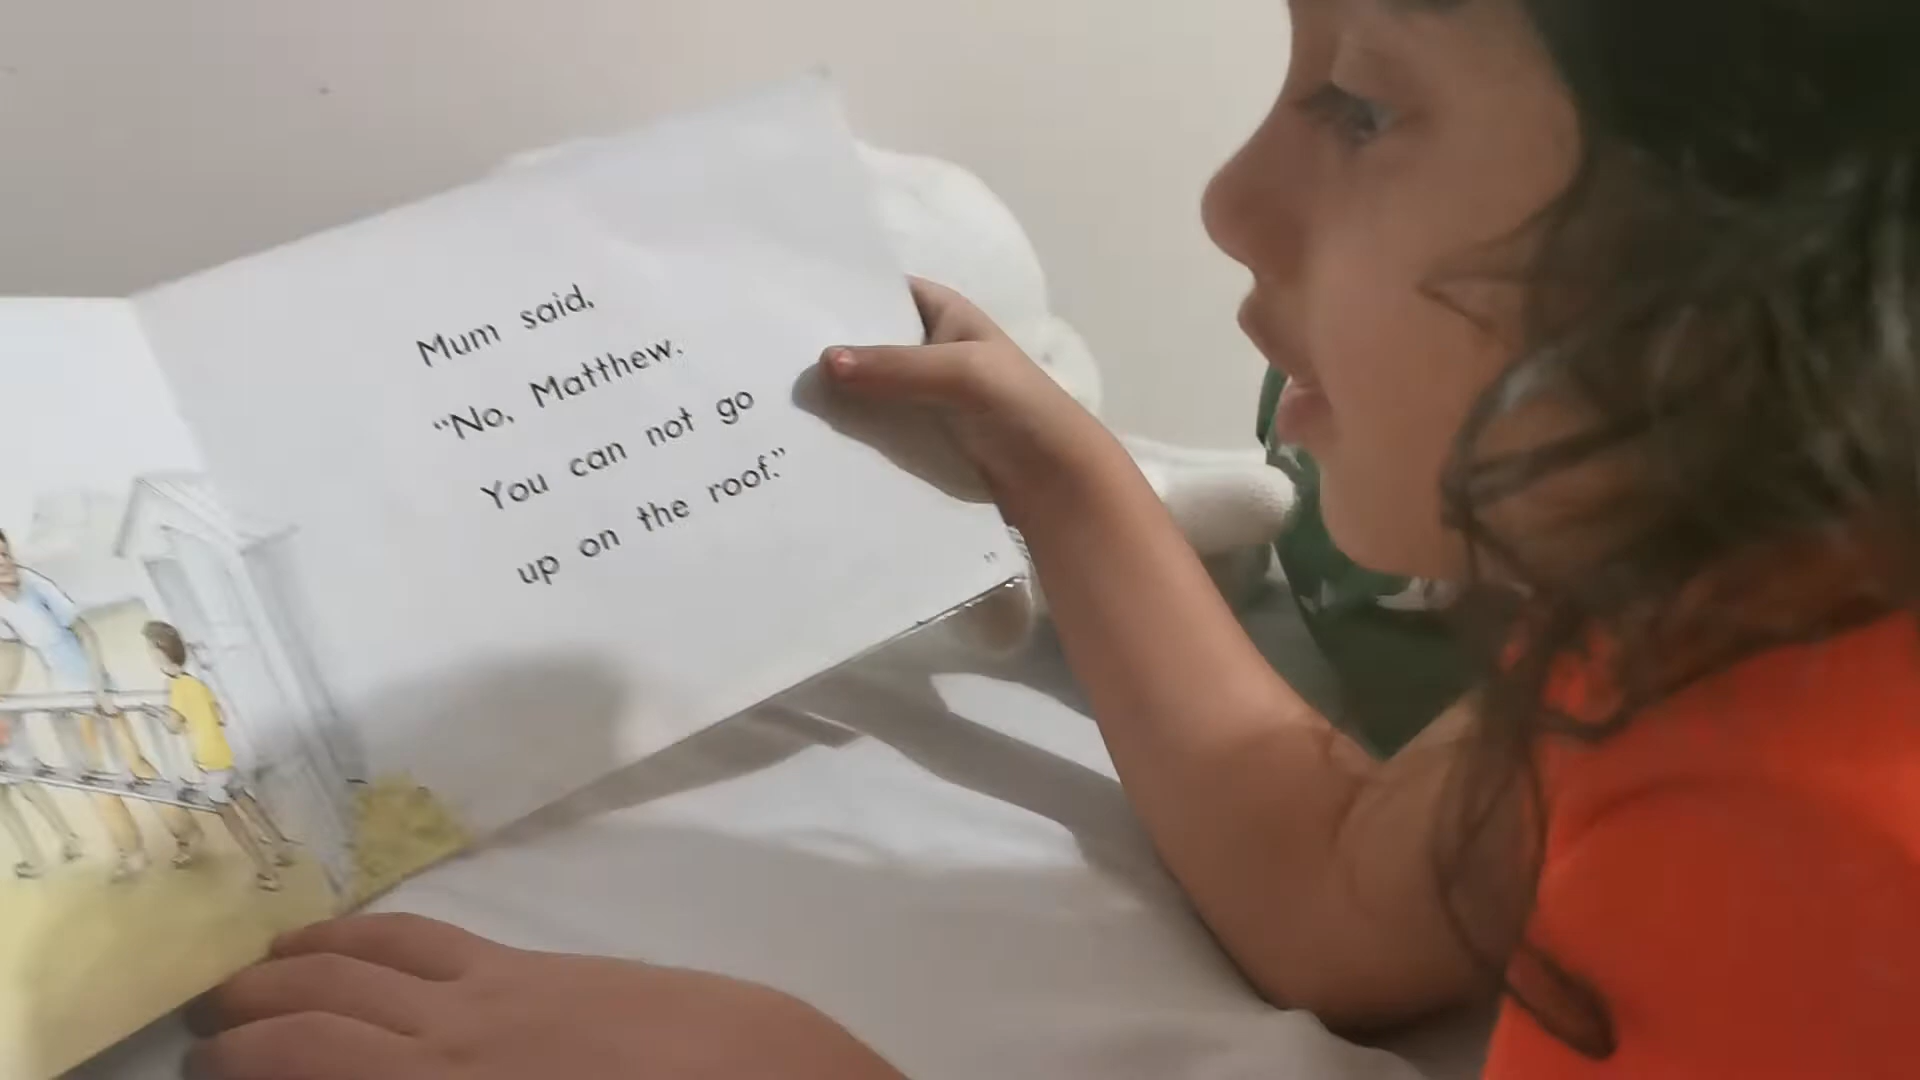 Mum said,
“No, Matthew.
You can not go
up on the roof.”